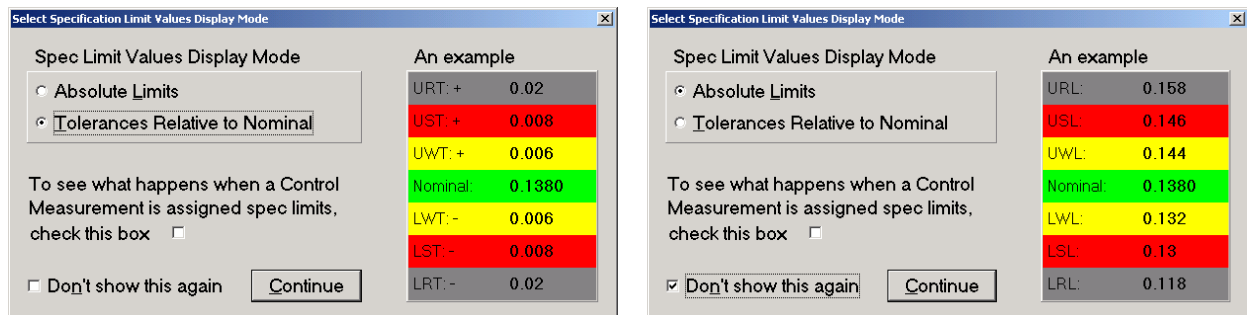 Select Specification Limit Values Display Mode
Spec Limit Values Display Mode
Absolute Limits
Tolerances Relative to Nominal
To see what happens when a Control
Measurement is assigned spec limits,
check this box
Don't show this again
Continue
An example
URT: + 0.02
UST: + 0.008
UWT: + 0.006
Nominal: 0.1380
LWT: - 0.006
LST: - 0.008
LRT: - 0.02
Select Specification Limit Values Display Mode
Spec Limit Values Display Mode
Absolute Limits
Tolerances Relative to Nominal
To see what happens when a Control
Measurement is assigned spec limits,
check this box
Don't show this again
Continue
An example
URL: 0.158
USL: 0.146
UWL: 0.144
Nominal: 0.1380
LWL: 0.132
LSL: 0.13
LRL: 0.118